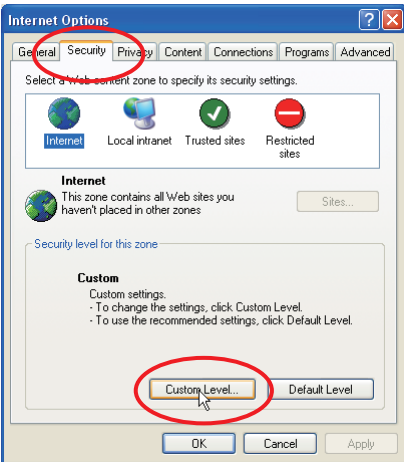 Internet Options
General Security Privacy Content Connections Programs Advanced
Select a Web content zone to specify its security settings.
Internet Local intranet Trusted sites Restricted
sites
Internet
This zone contains all Web sites you
haven't placed in other zones
Sites...
Security level for this zone
Custom
Custom settings.
- To change the settings, click Custom Level.
- To use the recommended settings, click Default Level.
Custom Level... Default Level
OK Cancel Apply